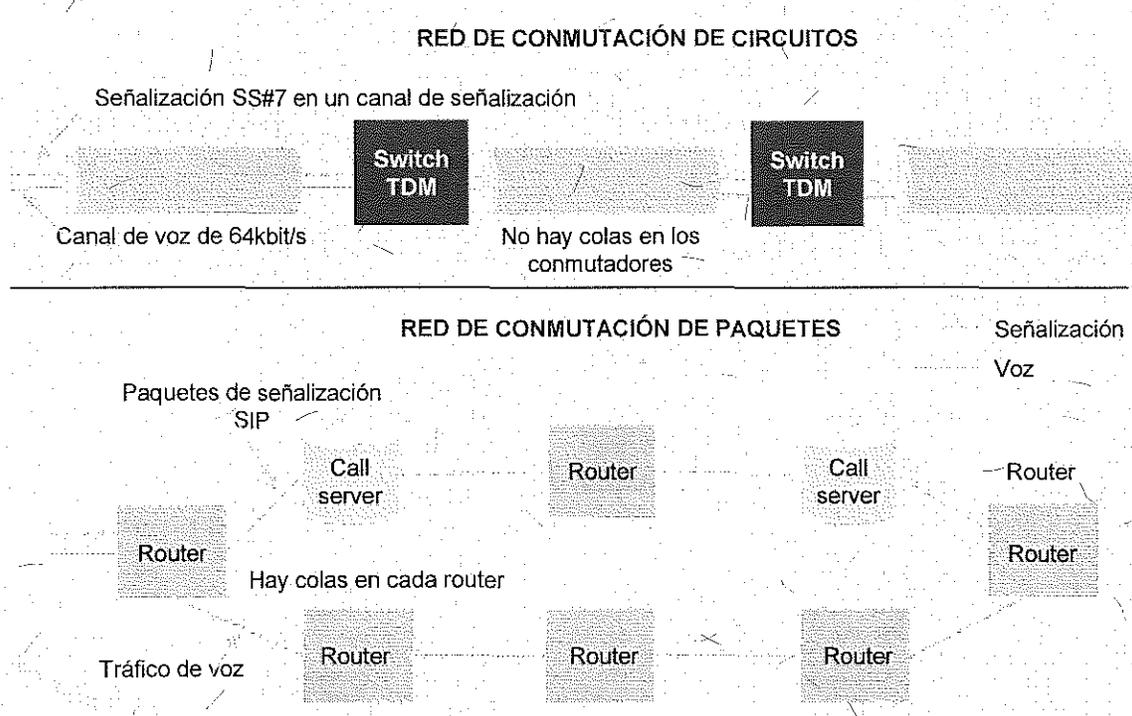 RED DE CONMUTACIÓN DE CIRCUITOS
Señalización SS#7 en un canal de señalización
Switch
TDM
Switch
TDM
Canal de voz de 64kbit/s
No hay colas en los
conmutadores
RED DE CONMUTACIÓN DE PAQUETES
Señalización
Voz
Paquetes de señalización
SIP
Call
server
Router
Call
server
Router
Router
Router
Hay colas en cada router
Router
Router
Router
Tráfico de voz